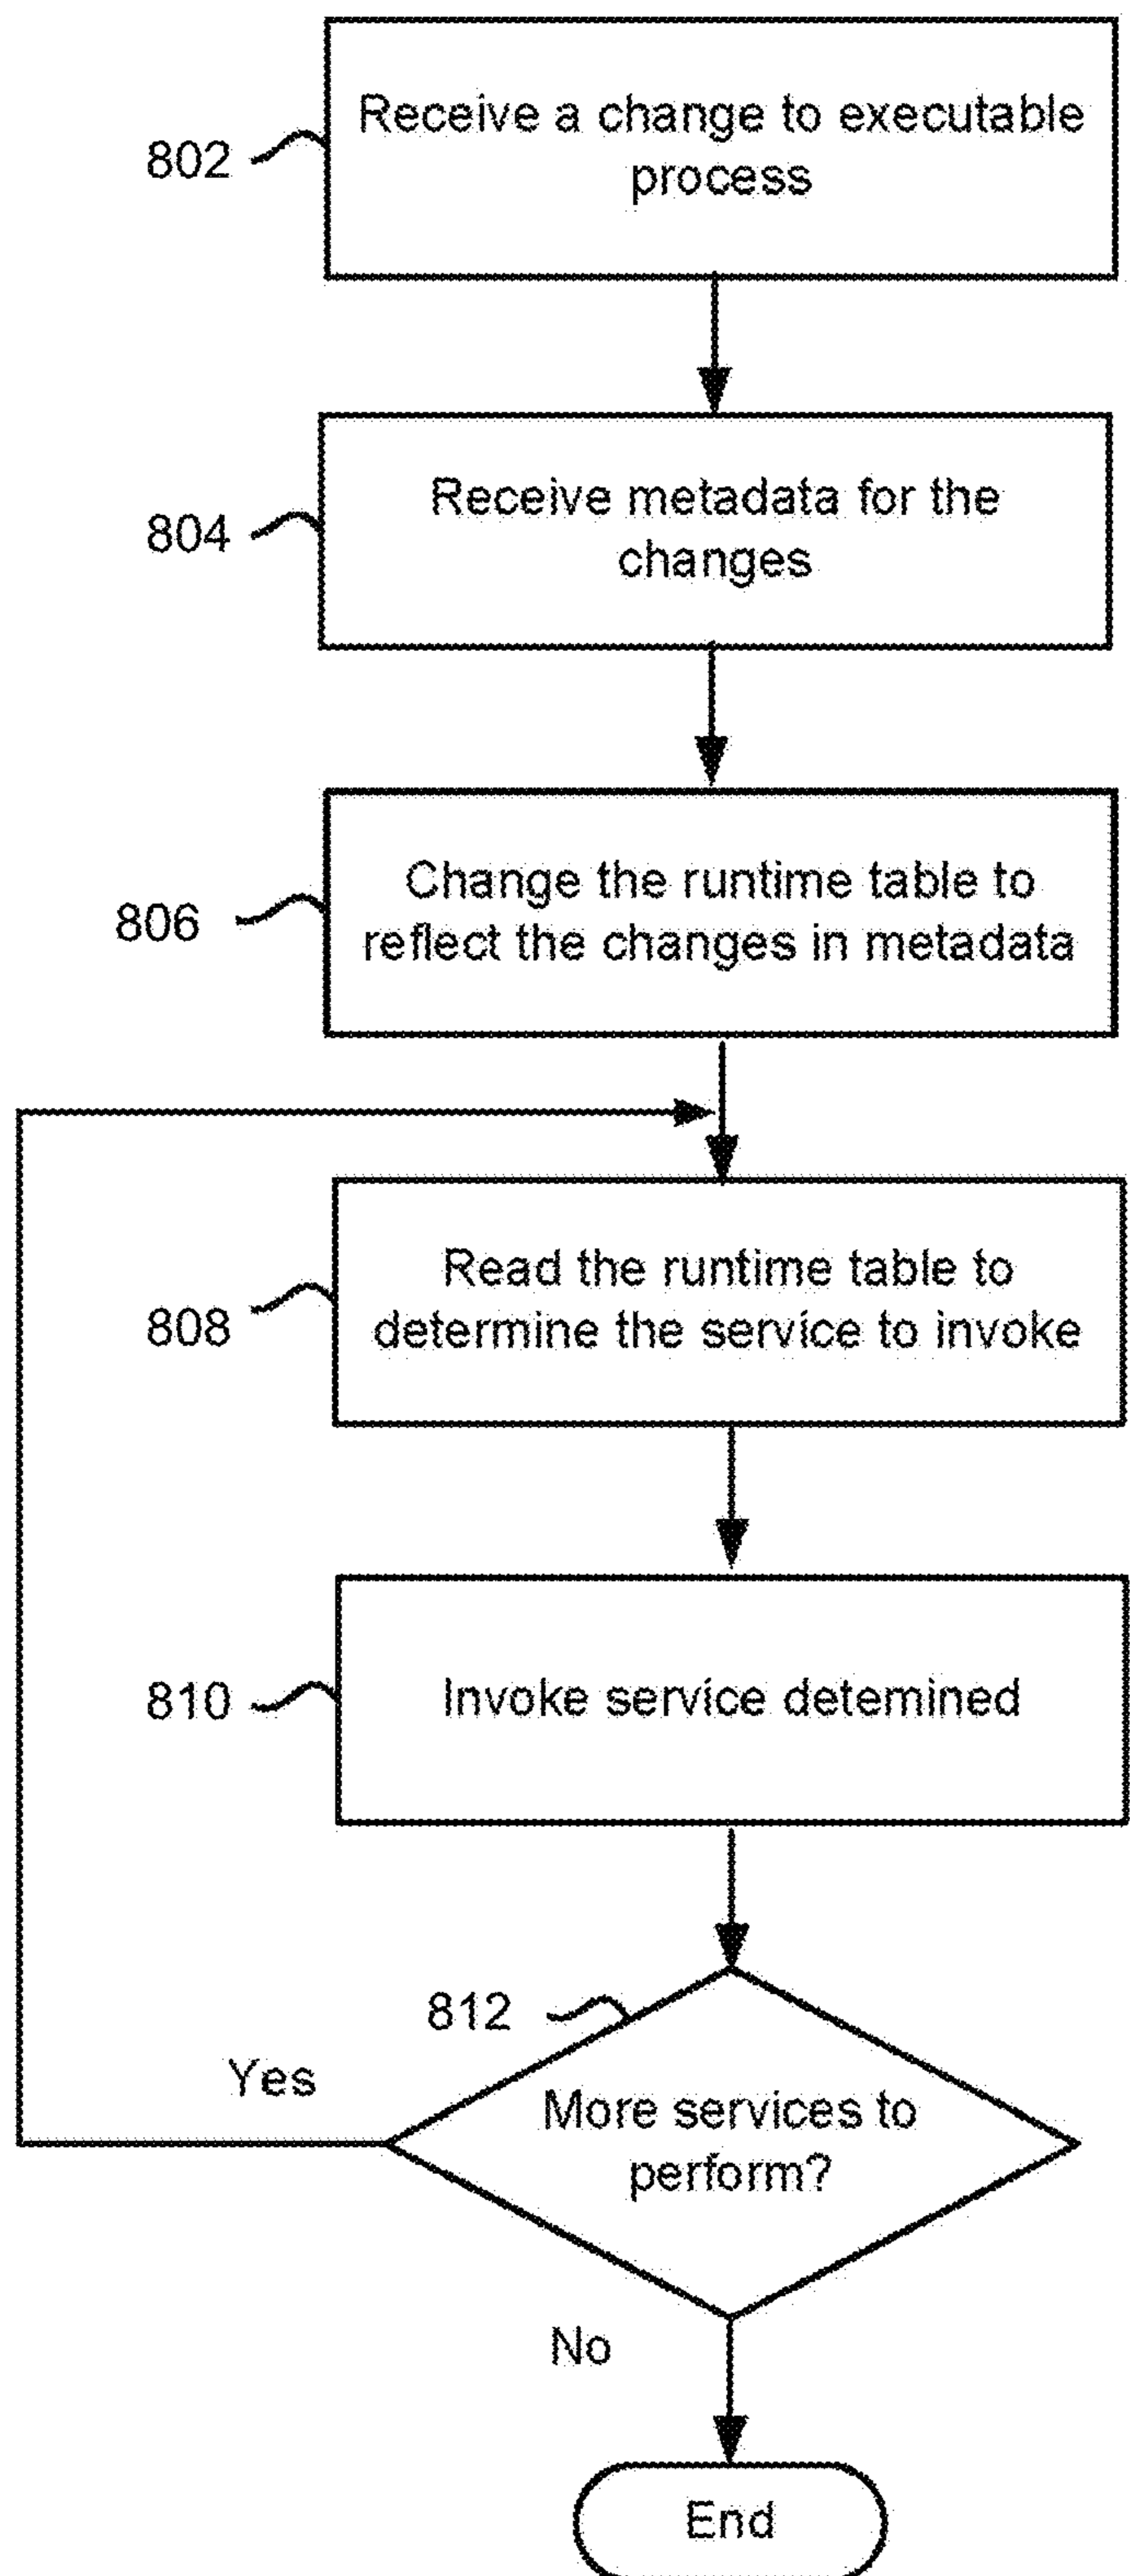 802
Receive a change to executable
process
804
Receive metadata for the
changes
806
Change the runtime table to
reflect the changes in metadata
808
Read the runtime table to
determine the service to invoke
810
Invoke service detemined
812
Yes
More services to
perform?
No
End